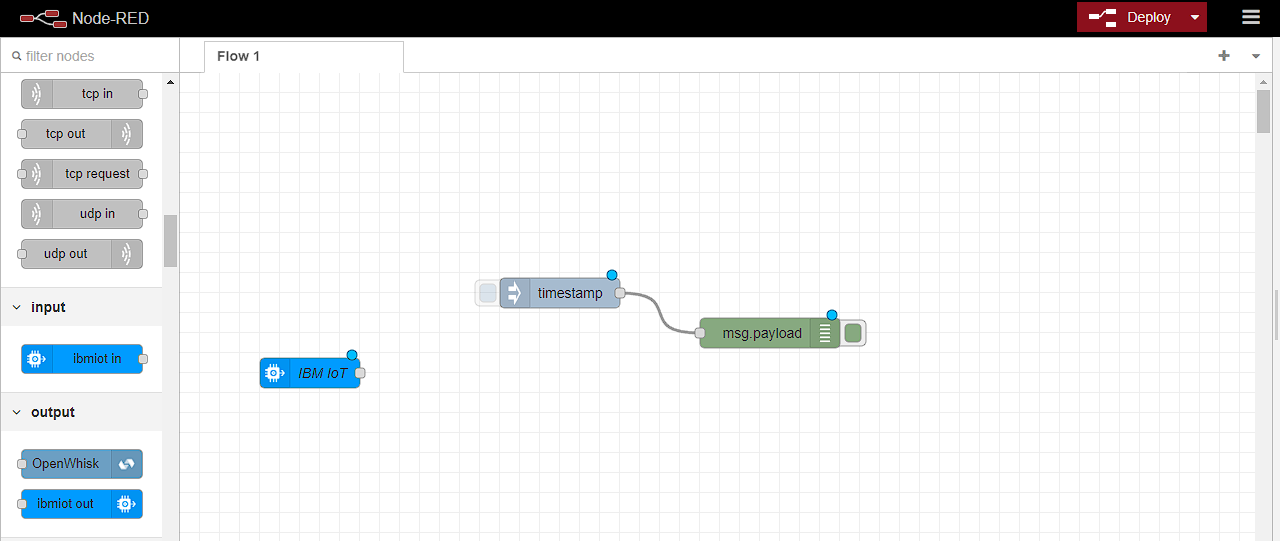 Node-RED
Deploy
filter nodes
Flow 1
tcp in
tcp out
tcp request
udp in
udp out
input
ibmiot in
output
OpenWhisk
ibmiot out
timestamp
msg.payload
IBM IoT